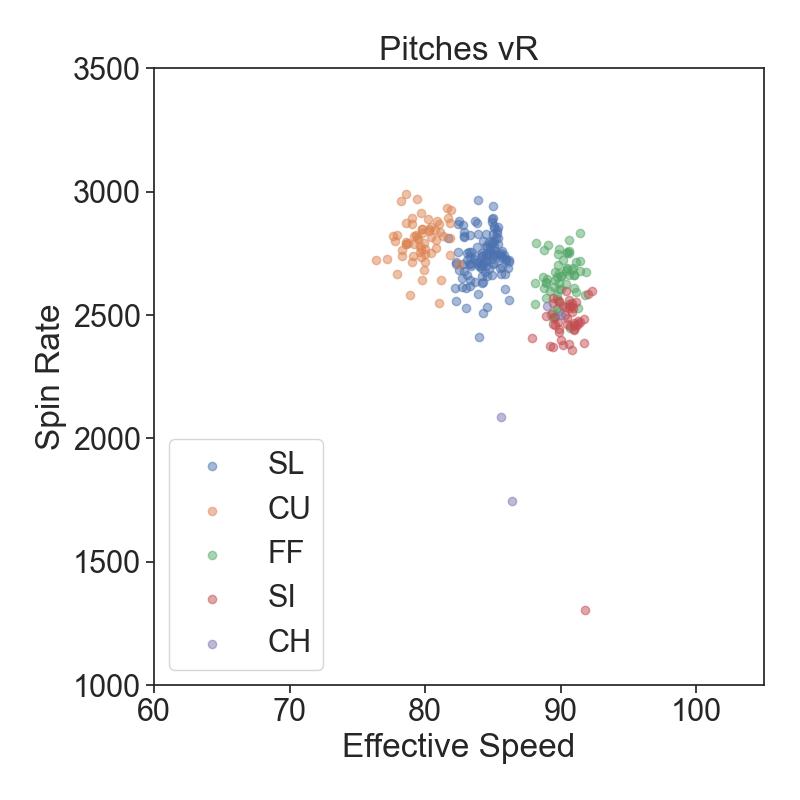 Pitches vR
3500
3000
2500
2000
1500
1000
Spin Rate
SL
CU
FF
SI
CH
60 70 80 90 100
Effective Speed